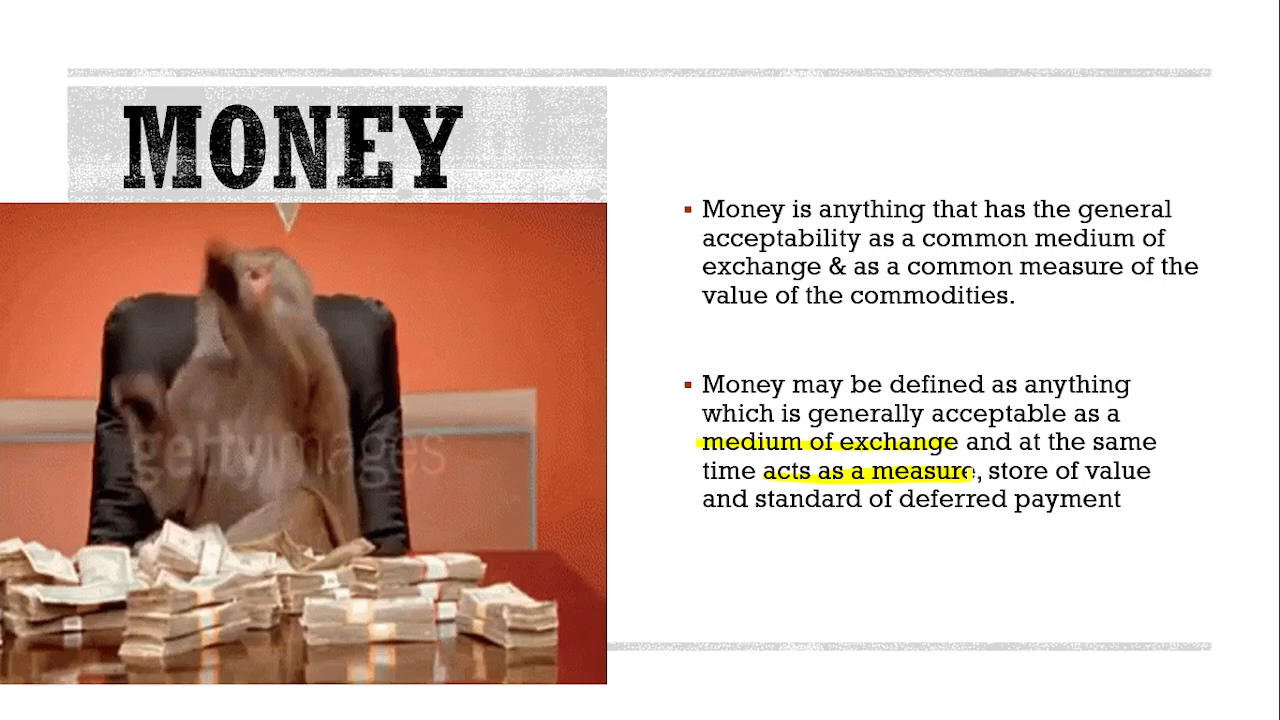 MONEY
Money is anything that has the general
acceptability as a common medium of
exchange & as a common measure of the
value of the commodities.
Money may be defined as anything
which is generally acceptable as a
medium of exchange and at the same
time acts as a measure, store of value
and standard of deferred payment
gettyimages